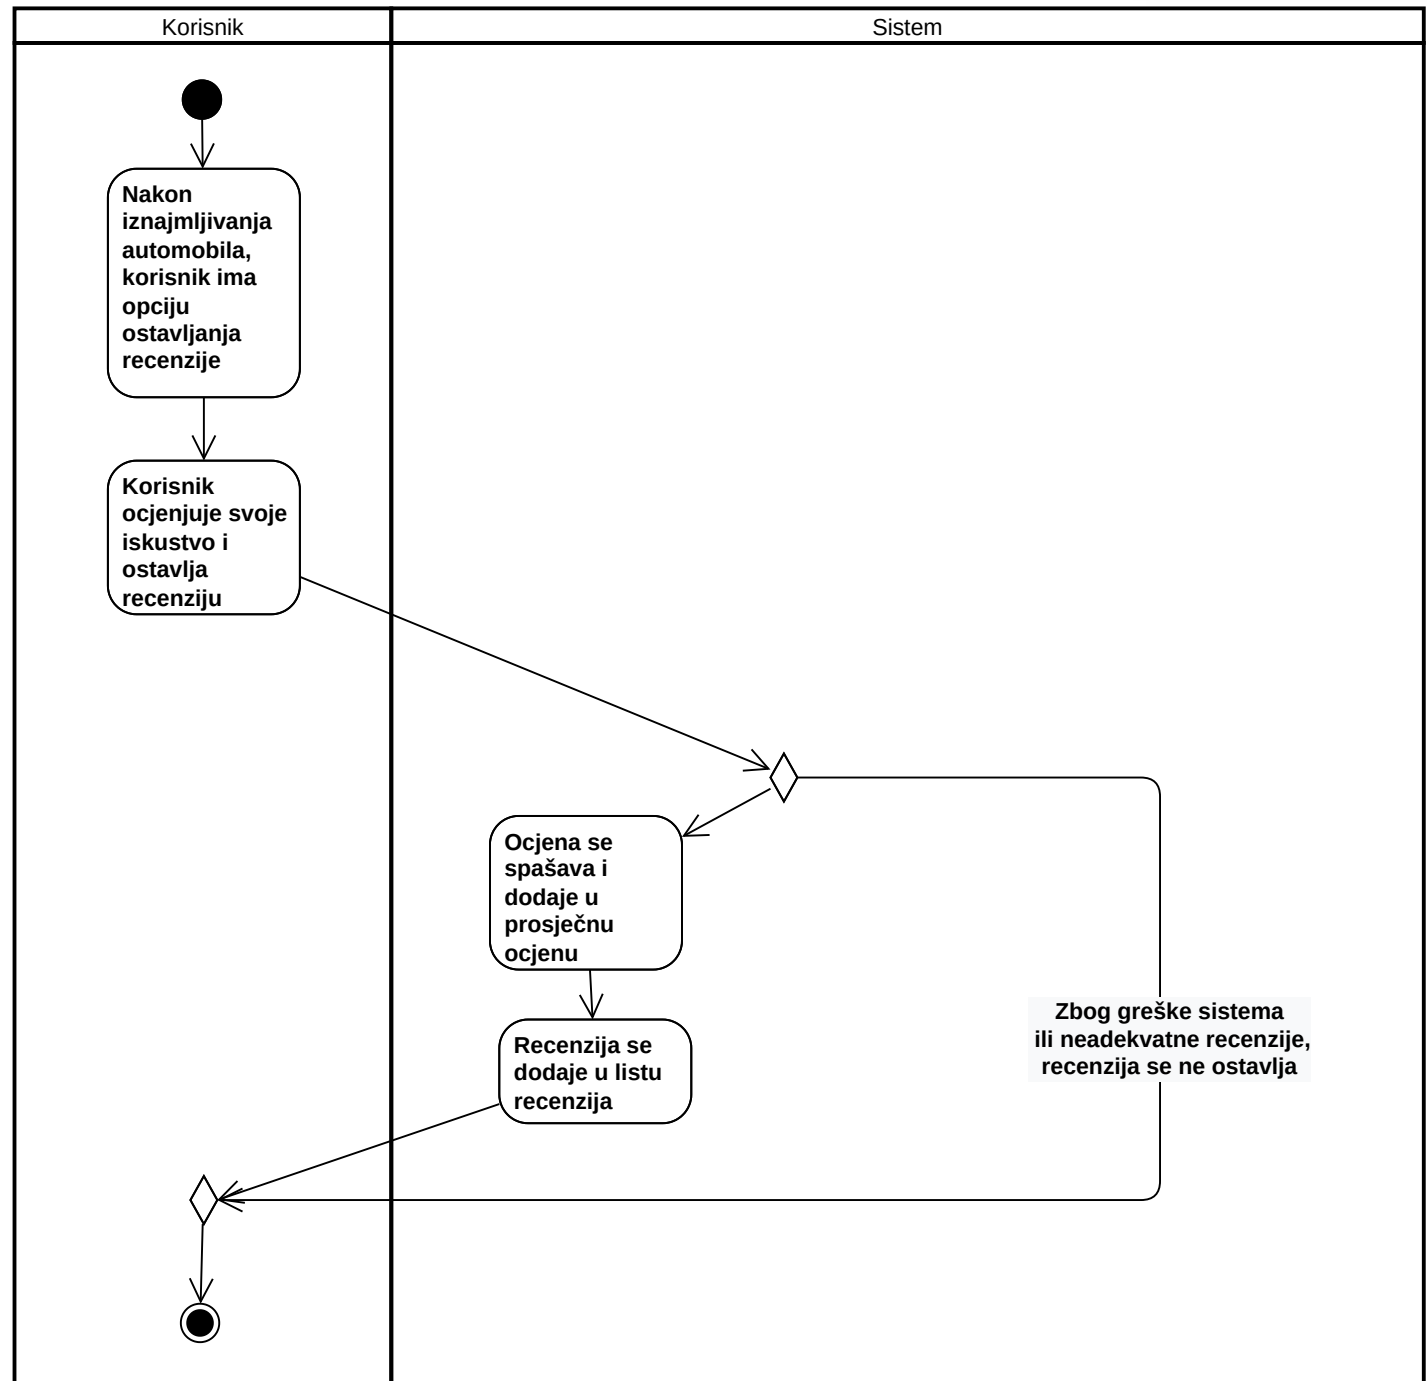 Korisnik
Sistem
Nakon
iznajmljivanja
automobila,
korisnik ima
opciju
ostavljanja
recenzije
Korisnik
ocjenjuje svoje
iskustvo i
ostavlja
recenziju
Ocjena se
spašava i
dodaje u
prosječnu
ocjenu
Zbog greške sistema
ili neadekvatne recenzije,
recenzija se ne ostavlja
Recenzija se
dodaje u listu
recenzija